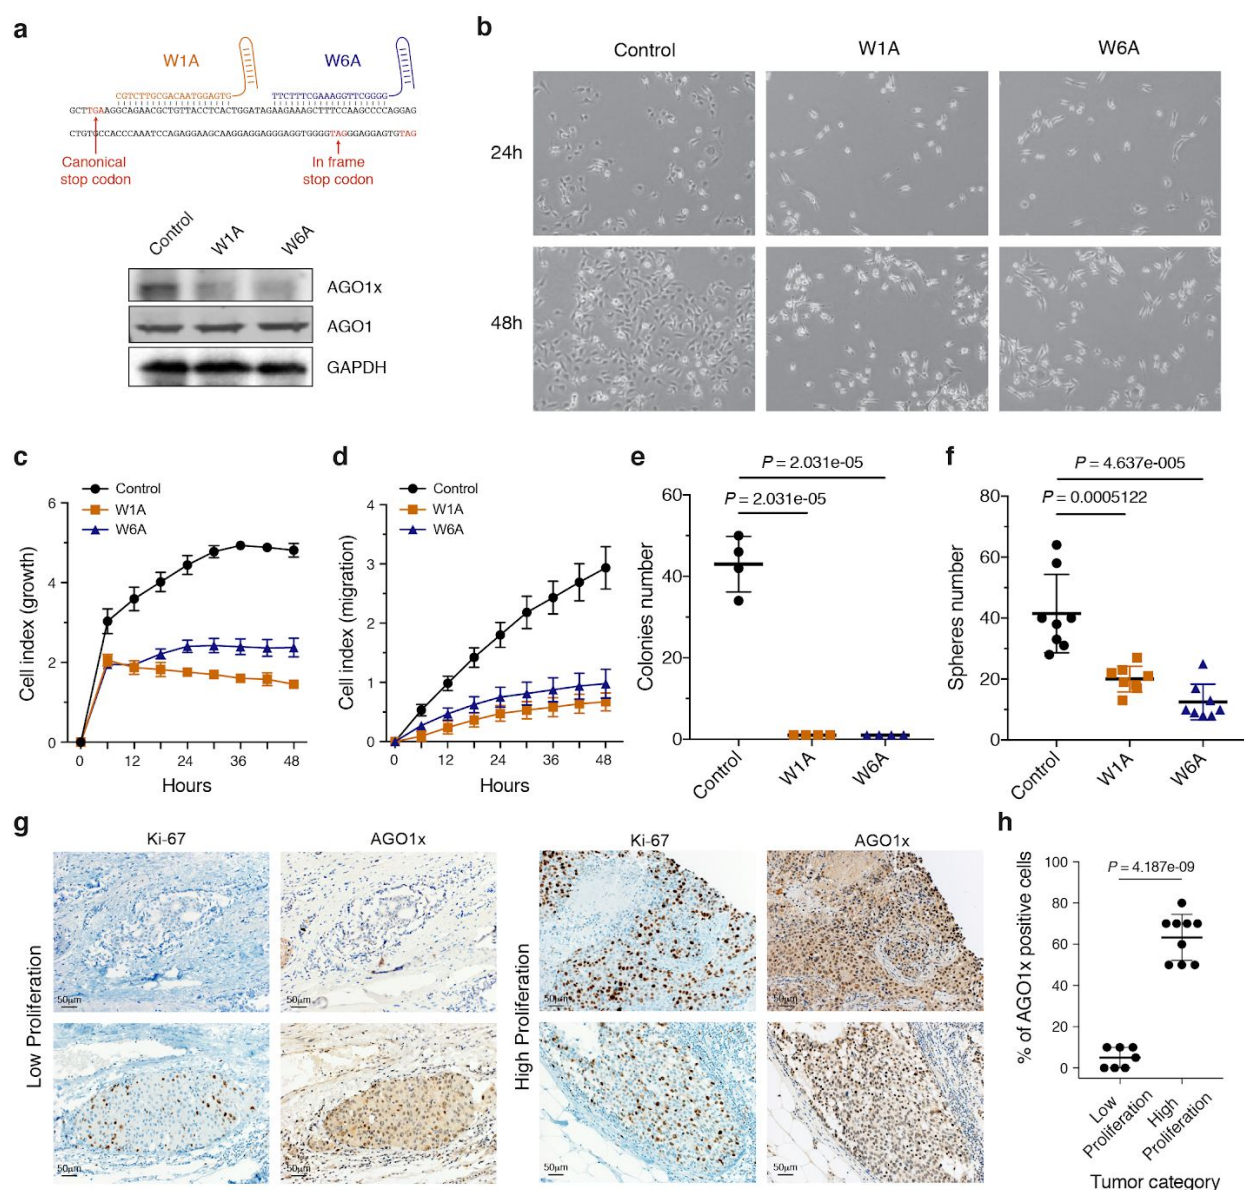 a
W1A
W6A
CGTCTTGCGACAATGGAGTG
TTCTTTCGAAAGGTTCGGGG
GCTTGAAGGCAGAACGCTGTTACCTCACTGGATAGAAGAAAGCTTTCCAAGCCCCAGGAG
CTGTGCCACCCAAATCCAGAGGAAGCAAGGAGGAGGGAGGTGGGGTAGGGAGGAGTGTAG
Canonical
stop codon
In frame
stop codon
Control
W1A
W6A
AGO1x
AGO1
GAPDH
b
Control
W1A
W6A
24h
48h
c
Control
W1A
W6A
Cell index (growth)
6
4
2
0
0 12 24 36 48
Hours
d
Control
W1A
W6A
Cell index (migration)
4
3
2
1
0
0 12 24 36 48
Hours
e
P = 2.031e-05
P = 2.031e-05
Colonies number
60
40
20
0
Control
W1A
W6A
f
P = 4.637e-005
P = 0.0005122
Spheres number
80
60
40
20
0
Control
W1A
W6A
g
Ki-67
AGO1x
Ki-67
AGO1x
Low Proliferation
High Proliferation
50µm
50µm
50µm
50µm
50µm
50µm
50µm
50µm
h
P = 4.187e-09
% of AGO1x positive cells
100
80
60
40
20
0
Low
Proliferation
High
Proliferation
Tumor category